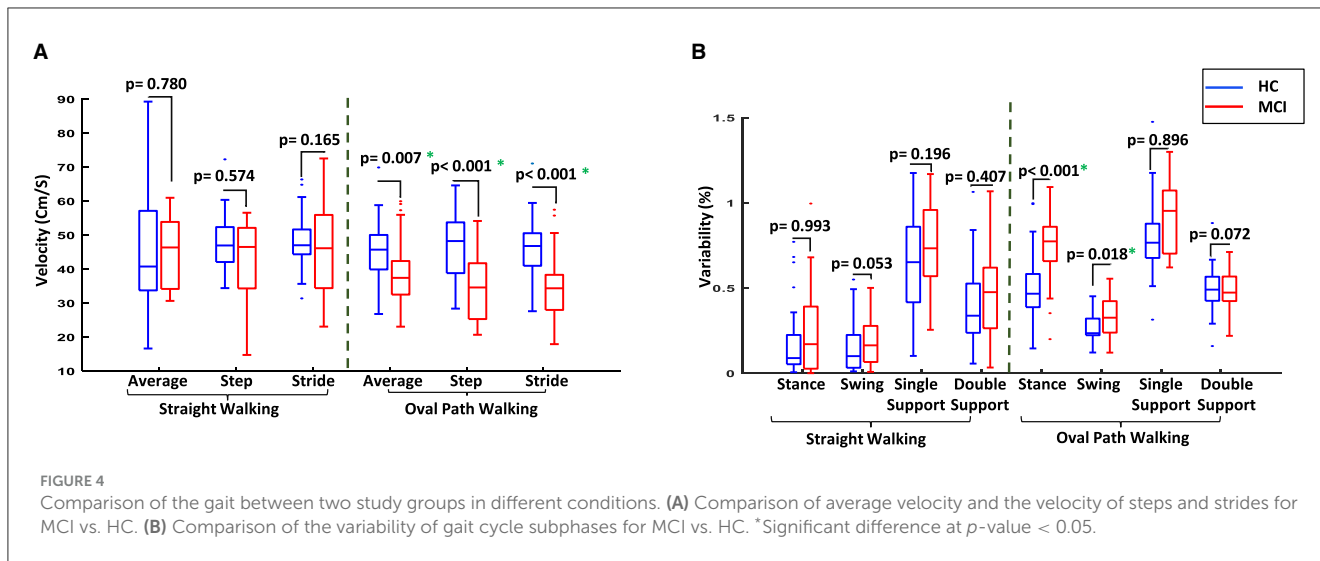 A
p= 0.780
p= 0.574
p= 0.165
p= 0.007 *
p< 0.001 *
p< 0.001 *
Velocity (Cm/S)
90
80
70
60
50
40
30
20
10
Average Step Stride Average Step Stride
Straight Walking Oval Path Walking
B
HC
MCI
p= 0.993
p= 0.053
p= 0.196
p= 0.407
p< 0.001 *
p= 0.018 *
p= 0.896
p= 0.072
Variability (%)
1.5
1
0.5
0
Stance Swing Single Double Stance Swing Single Double
Support Support Support Support
Straight Walking Oval Path Walking
FIGURE 4
Comparison of the gait between two study groups in different conditions. (A) Comparison of average velocity and the velocity of steps and strides for
MCI vs. HC. (B) Comparison of the variability of gait cycle subphases for MCI vs. HC. *Significant difference at p-value < 0.05.